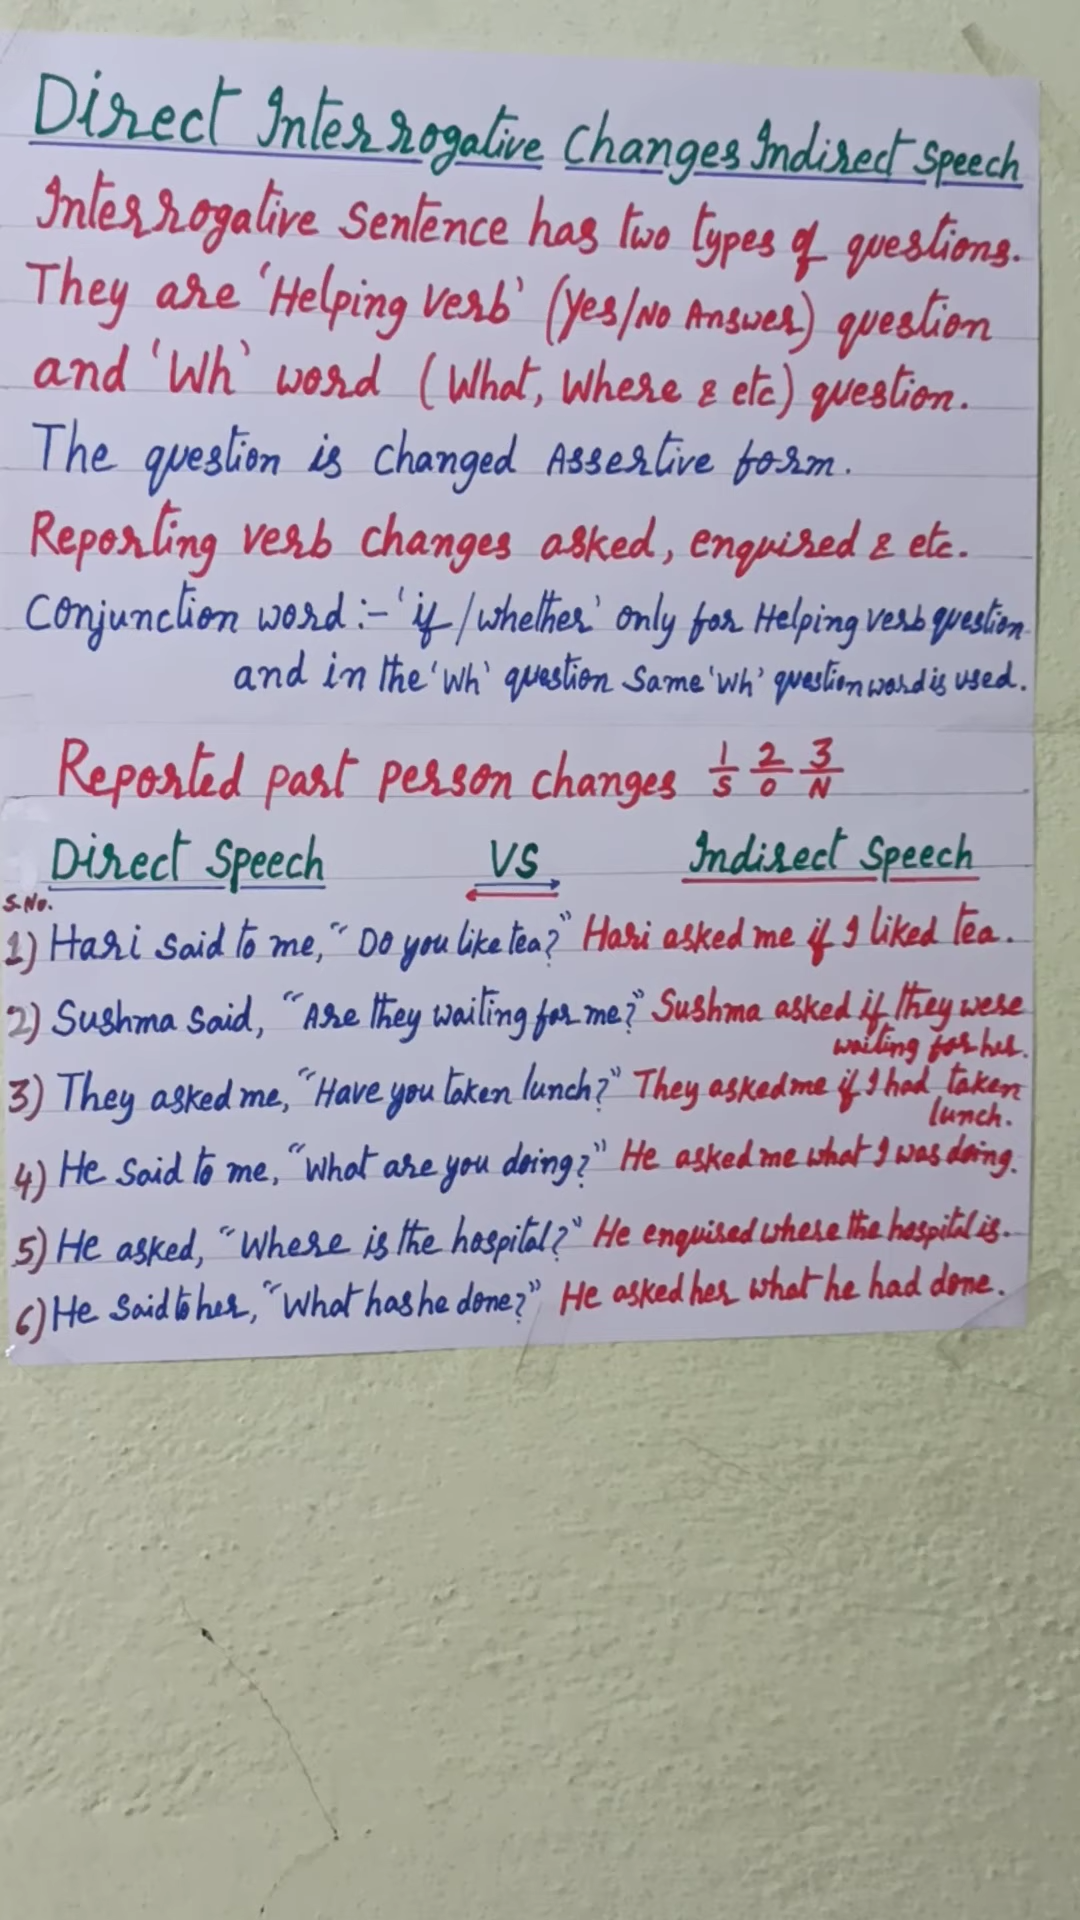 Direct Interrogative Changes Indirect Speech
Interrogative Sentence has two types of questions.
They are 'Helping verb' (Yes/No Answer) question
and 'Wh' word (What, Where & etc) question.
The question is changed Assertive form.
Reporting verb changes asked, enquired & etc.
Conjunction word :- 'if/whether' only for Helping verb question
and in the 'Wh' question Same 'Wh' question word is used.
Reported part person changes 1/S 2/O 3/N
Direct Speech VS Indirect Speech
S.No.
1) Hari said to me, "Do you like tea?" Hari asked me if I liked tea.
2) Sushma said, "Are they waiting for me?" Sushma asked if they were
waiting for her.
3) They asked me, "Have you taken lunch?" They asked me if I had taken
lunch.
4) He said to me, "What are you doing?" He asked me what I was doing.
5) He asked, "Where is the hospital?" He enquired where the hospital is.
6) He said to her, "What has he done?" He asked her what he had done.